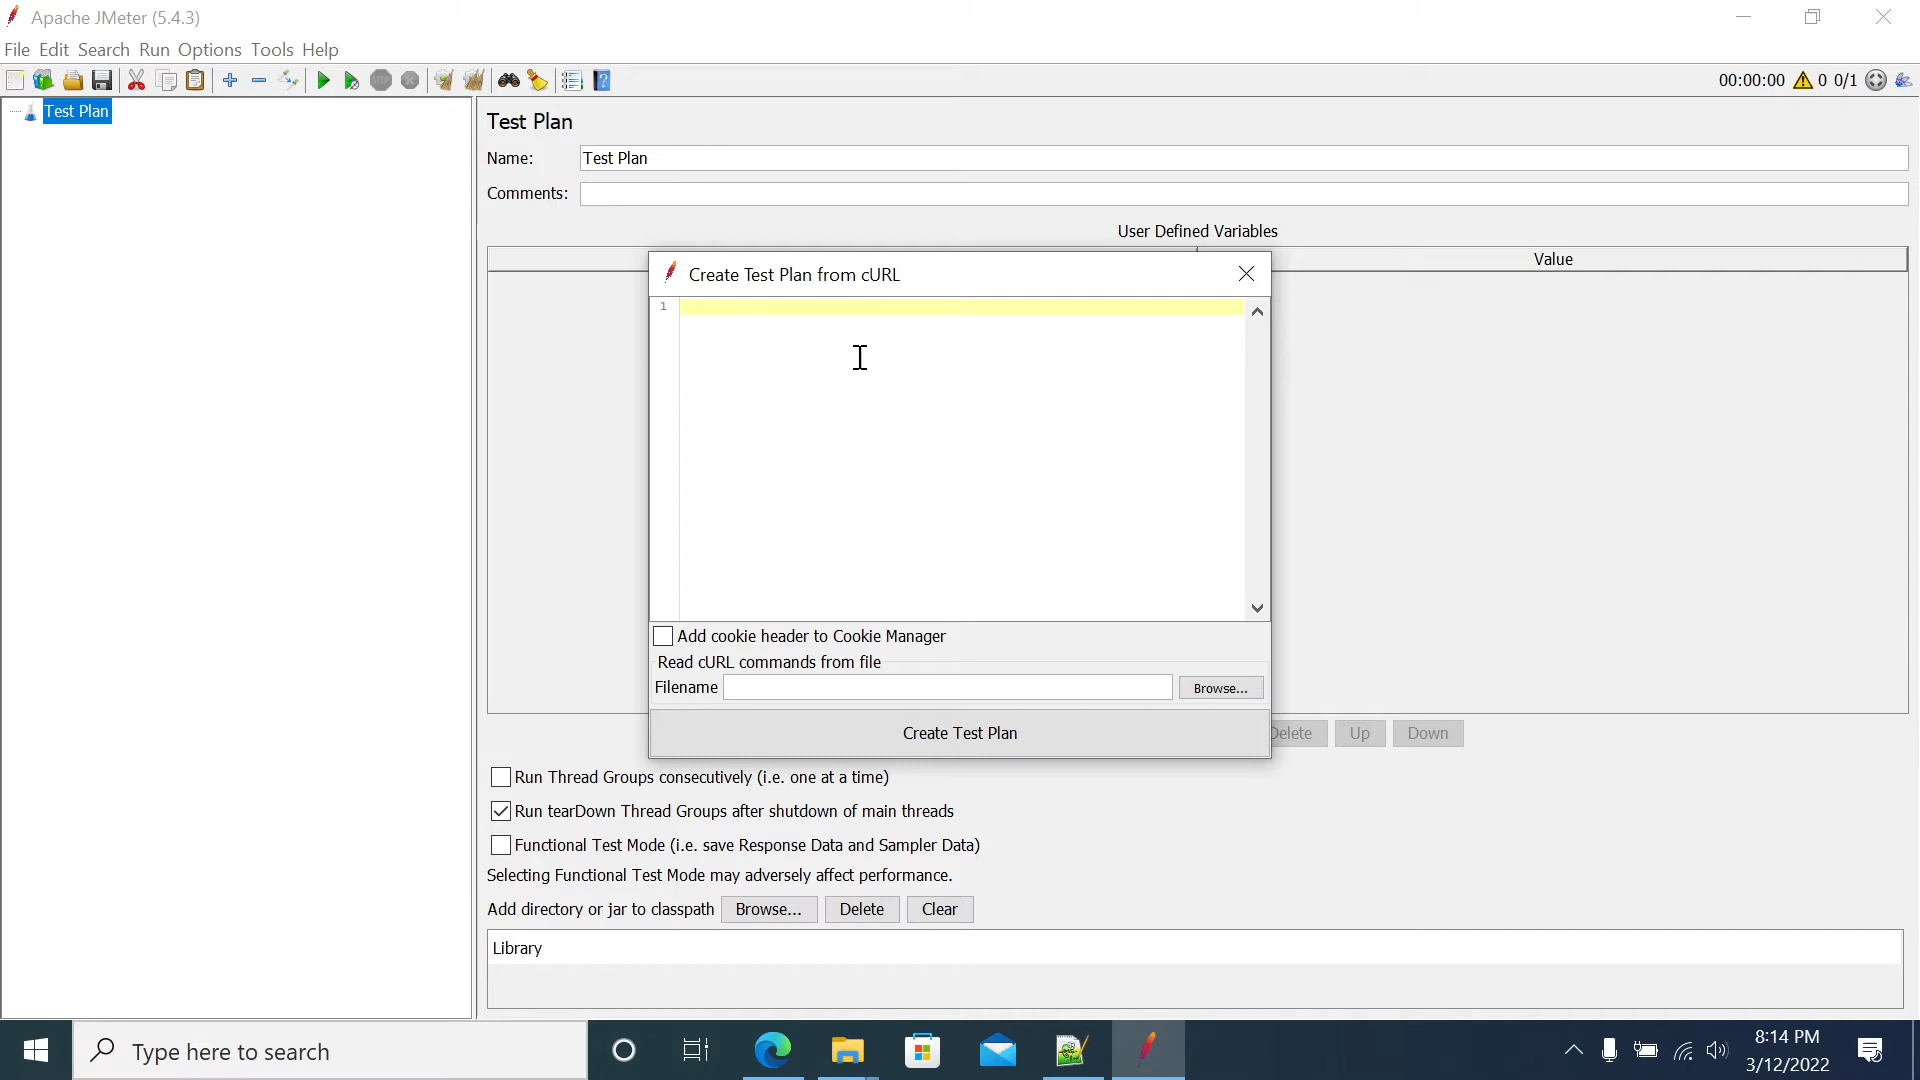 Apache JMeter (5.4.3)
File Edit Search Run Options Tools Help
00:00:00 0 0/1
Test Plan
Test Plan
Name: Test Plan
Comments:
User Defined Variables
Value
Create Test Plan from cURL
1
Add cookie header to Cookie Manager
Read cURL commands from file
Filename Browse...
Create Test Plan
Delete Up Down
Run Thread Groups consecutively (i.e. one at a time)
Run tearDown Thread Groups after shutdown of main threads
Functional Test Mode (i.e. save Response Data and Sampler Data)
Selecting Functional Test Mode may adversely affect performance.
Add directory or jar to classpath Browse... Delete Clear
Library
Type here to search
8:14 PM
3/12/2022